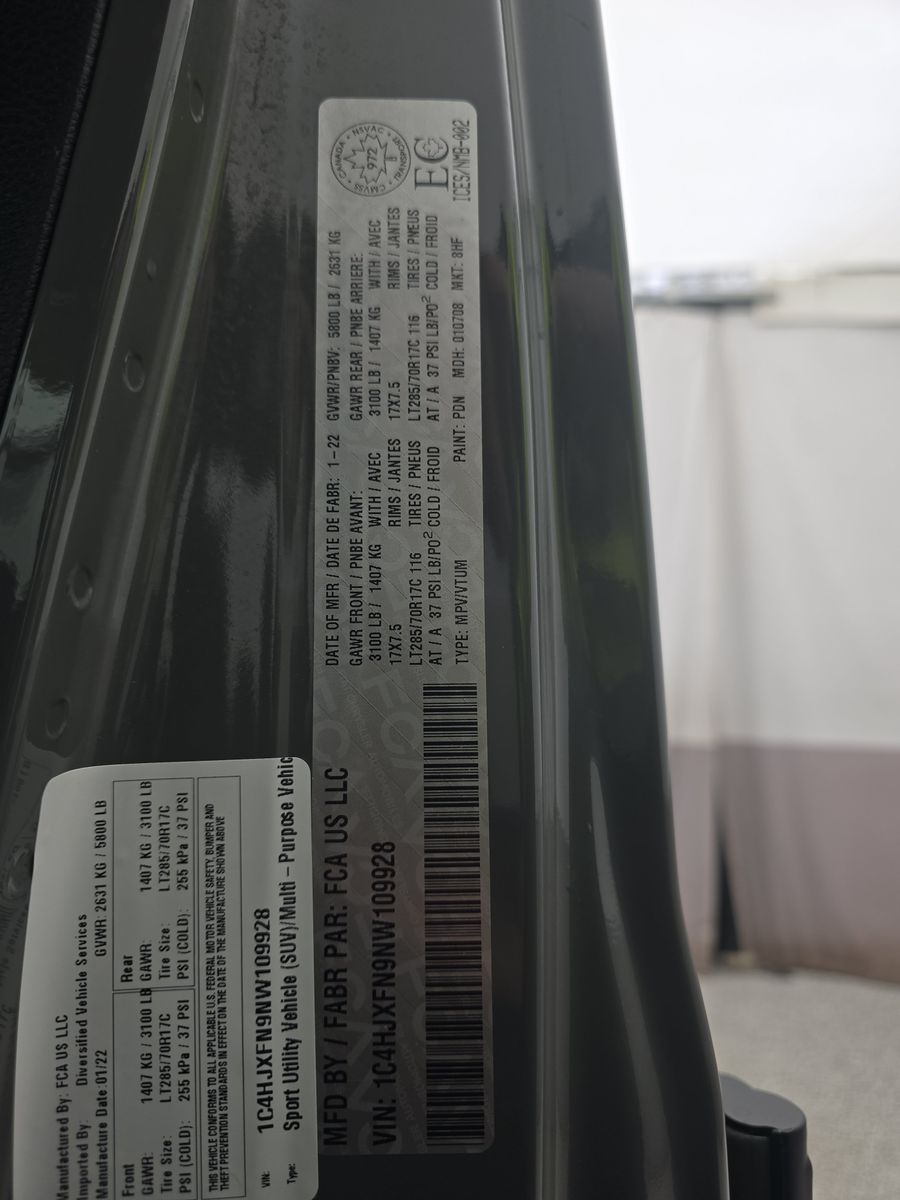 Manufactured By: FCA US LLC
Imported By: Diversified Vehicle Services
Manufacture Date: 01/22 GVWR: 2631 KG / 5800 LB
Front Rear
GAWR: 1407 KG / 3100 LB GAWR: 1407 KG / 3100 LB
Tire Size: LT285/70R17C Tire Size: LT285/70R17C
PSI (COLD): 255 kPa / 37 PSI PSI (COLD): 255 kPa / 37 PSI
THIS VEHICLE CONFORMS TO ALL APPLICABLE U.S. FEDERAL MOTOR VEHICLE SAFETY, BUMPER AND
THEFT PREVENTION STANDARDS IN EFFECT ON THE DATE OF THE MANUFACTURE SHOWN ABOVE
VIN: 1C4HJXFN9NW109928
Type: Sport Utility Vehicle (SUV)/Multi - Purpose Vehic
MFD BY / FABR PAR: FCA US LLC
VIN: 1C4HJXFN9NW109928
DATE OF MFR / DATE DE FABR: 1-22 GVWR/PNBV: 5800 LB / 2631 KG
GAWR FRONT / PNBE AVANT: GAWR REAR / PNBE ARRIERE:
3100 LB / 1407 KG WITH / AVEC 3100 LB / 1407 KG WITH / AVEC
17X7.5 RIMS / JANTES 17X7.5 RIMS / JANTES
LT285/70R17C 116 TIRES / PNEUS LT285/70R17C 116 TIRES / PNEUS
AT / A 37 PSI LB/PO² COLD / FROID AT / A 37 PSI LB/PO² COLD / FROID
TYPE: MPV/VTUM PAINT: PDN MDH: 010708 MKT: 8HF
CANADA • NSVAC • TRANSPORT • CMVSS
972
8
EC
ICES/NMB-002